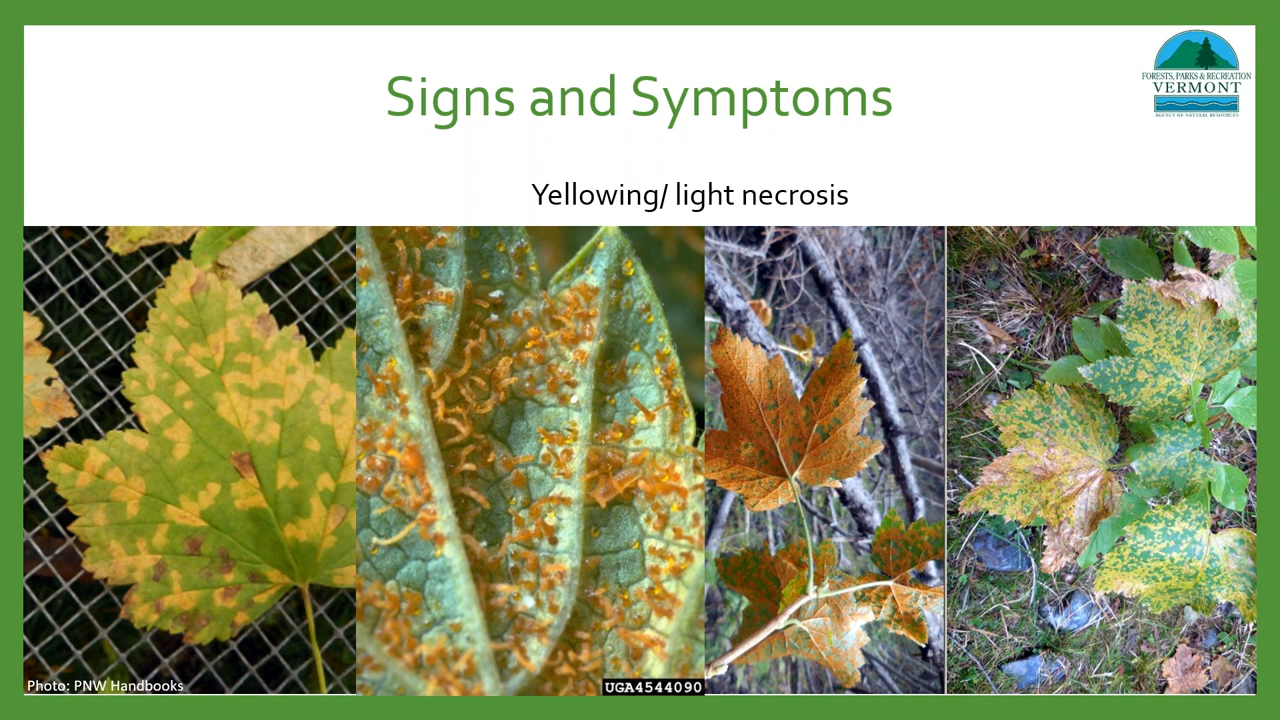 Signs and Symptoms
FORESTS, PARKS & RECREATION
VERMONT
AGENCY OF NATURAL RESOURCES
Yellowing/ light necrosis
Photo: PNW Handbooks
UGA4544090